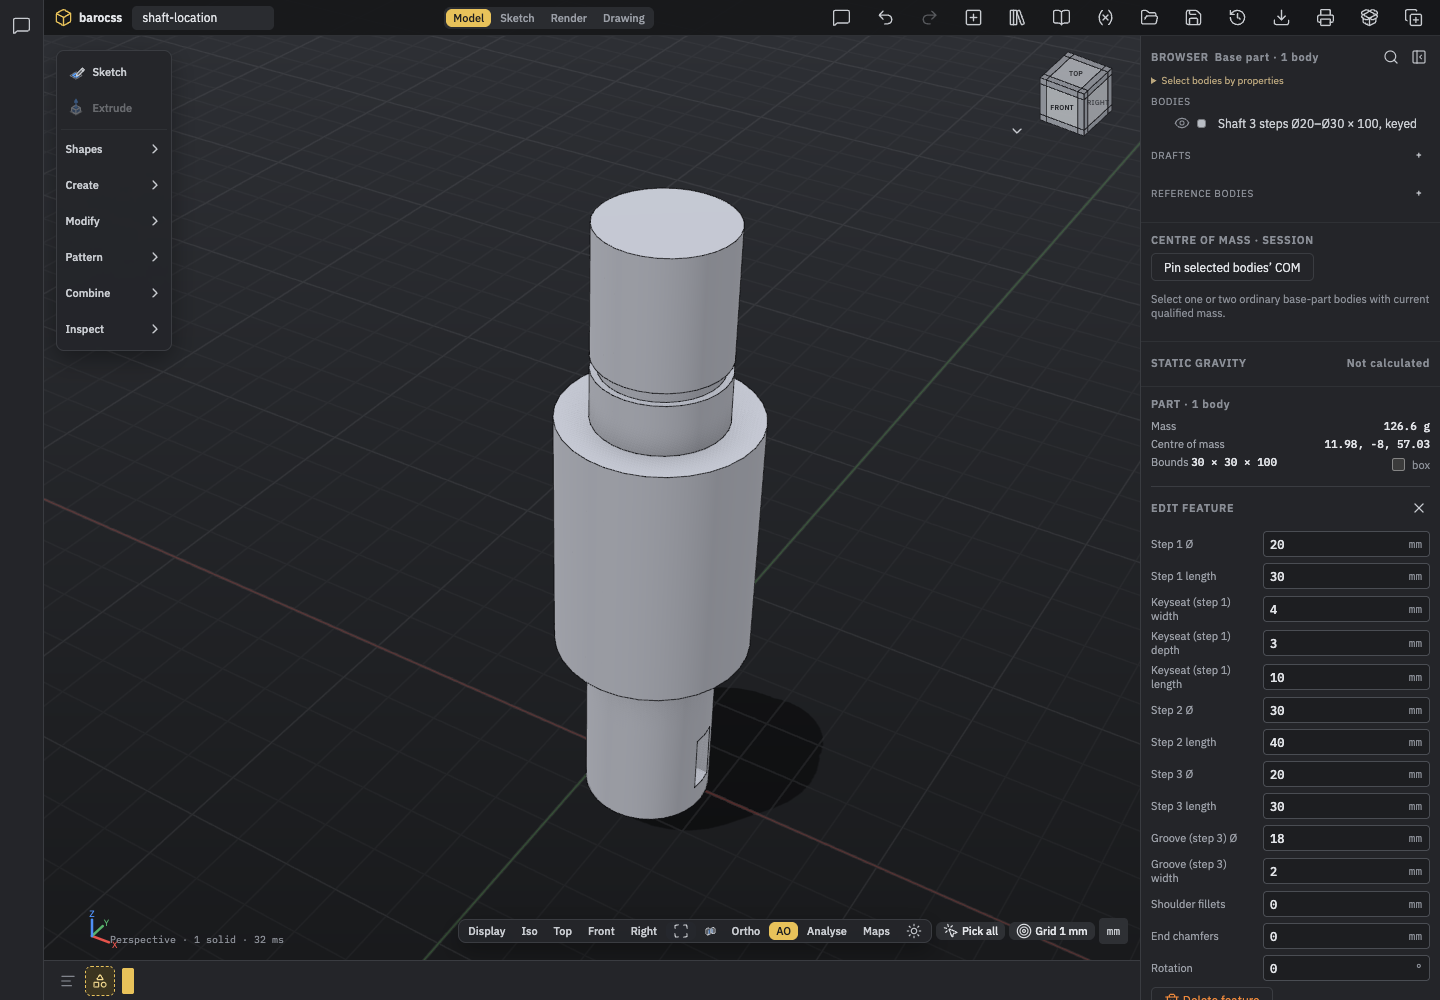 barocss
shaft-location
Model
Sketch
Render
Drawing
Sketch
Extrude
Shapes
Create
Modify
Pattern
Combine
Inspect
TOP
FRONT
RIGHT
BROWSER Base part · 1 body
Select bodies by properties
BODIES
Shaft 3 steps Ø20–Ø30 × 100, keyed
DRAFTS
REFERENCE BODIES
CENTRE OF MASS · SESSION
Pin selected bodies’ COM
Select one or two ordinary base-part bodies with current
qualified mass.
STATIC GRAVITY Not calculated
PART · 1 body
Mass 126.6 g
Centre of mass 11.98, -8, 57.03
Bounds 30 × 30 × 100 box
EDIT FEATURE
Step 1 Ø 20 mm
Step 1 length 30 mm
Keyseat (step 1)
width 4 mm
Keyseat (step 1)
depth 3 mm
Keyseat (step 1)
length 10 mm
Step 2 Ø 30 mm
Step 2 length 40 mm
Step 3 Ø 20 mm
Step 3 length 30 mm
Groove (step 3) Ø 18 mm
Groove (step 3)
width 2 mm
Shoulder fillets 0 mm
End chamfers 0 mm
Rotation 0 °
Delete feature
Z
Y
X
Perspective · 1 solid · 32 ms
Display
Iso
Top
Front
Right
Ortho
AO
Analyse
Maps
Pick all
Grid 1 mm
mm